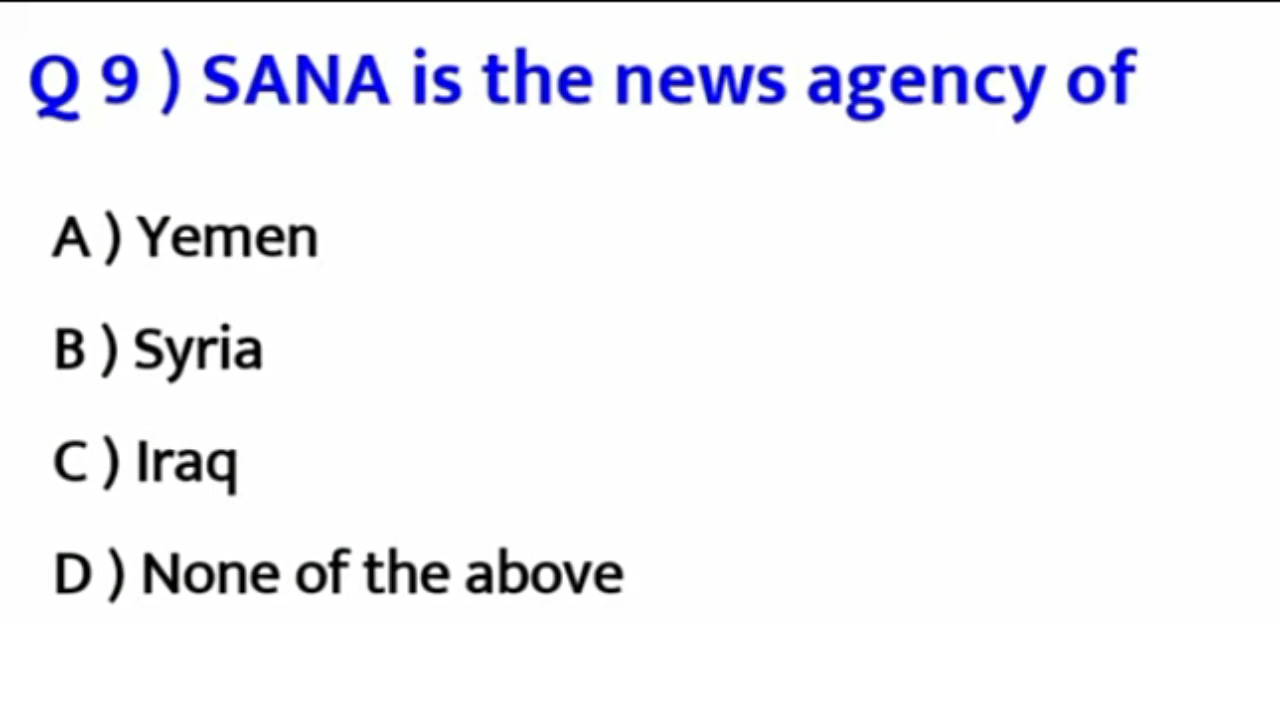 Q 9 ) SANA is the news agency of
A ) Yemen
B ) Syria
C ) Iraq
D ) None of the above